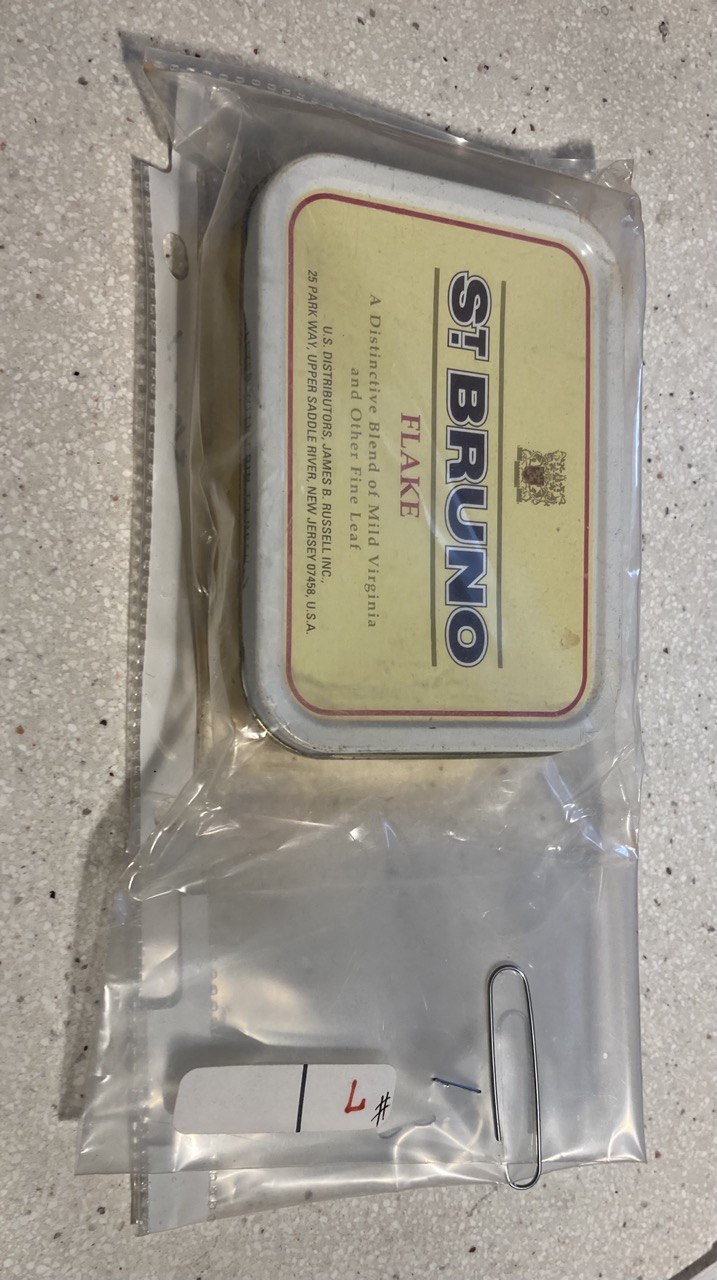 ST. BRUNO
FLAKE
A Distinctive Blend of Mild Virginia
and Other Fine Leaf
U.S. DISTRIBUTORS, JAMES B. RUSSELL INC.,
25 PARK WAY, UPPER SADDLE RIVER, NEW JERSEY 07458, U.S.A.
# 7